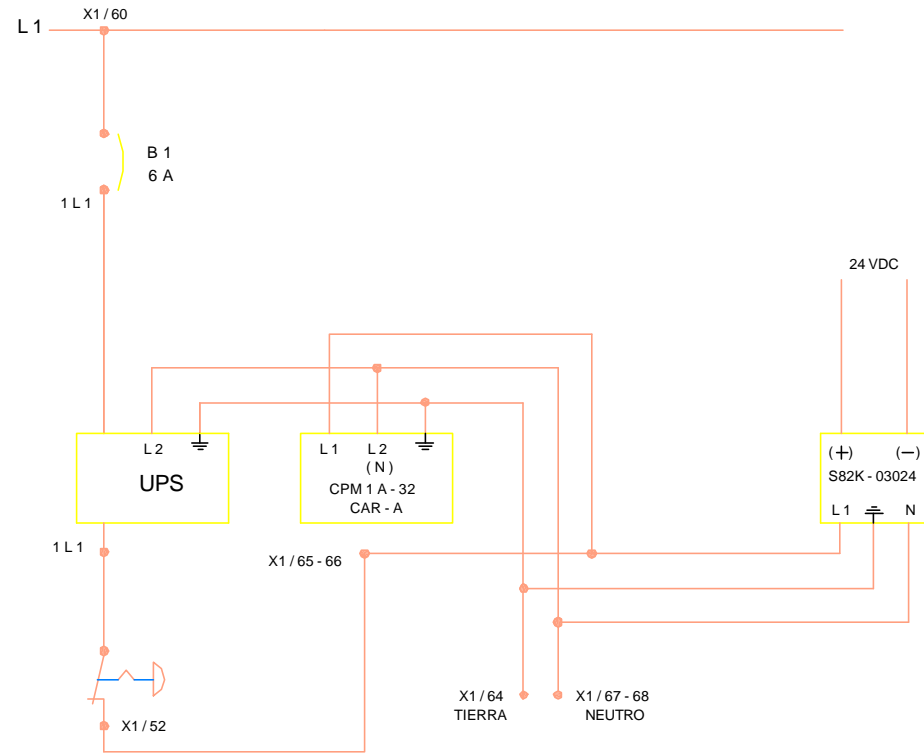 X1 / 60
L 1
B 1
6 A
1 L 1
24 VDC
L 2
UPS
L 1 L 2
( N )
CPM 1 A - 32
CAR - A
(+) (−)
S82K - 03024
L 1 N
1 L 1
X1 / 65 - 66
X1 / 64
TIERRA
X1 / 67 - 68
NEUTRO
X1 / 52